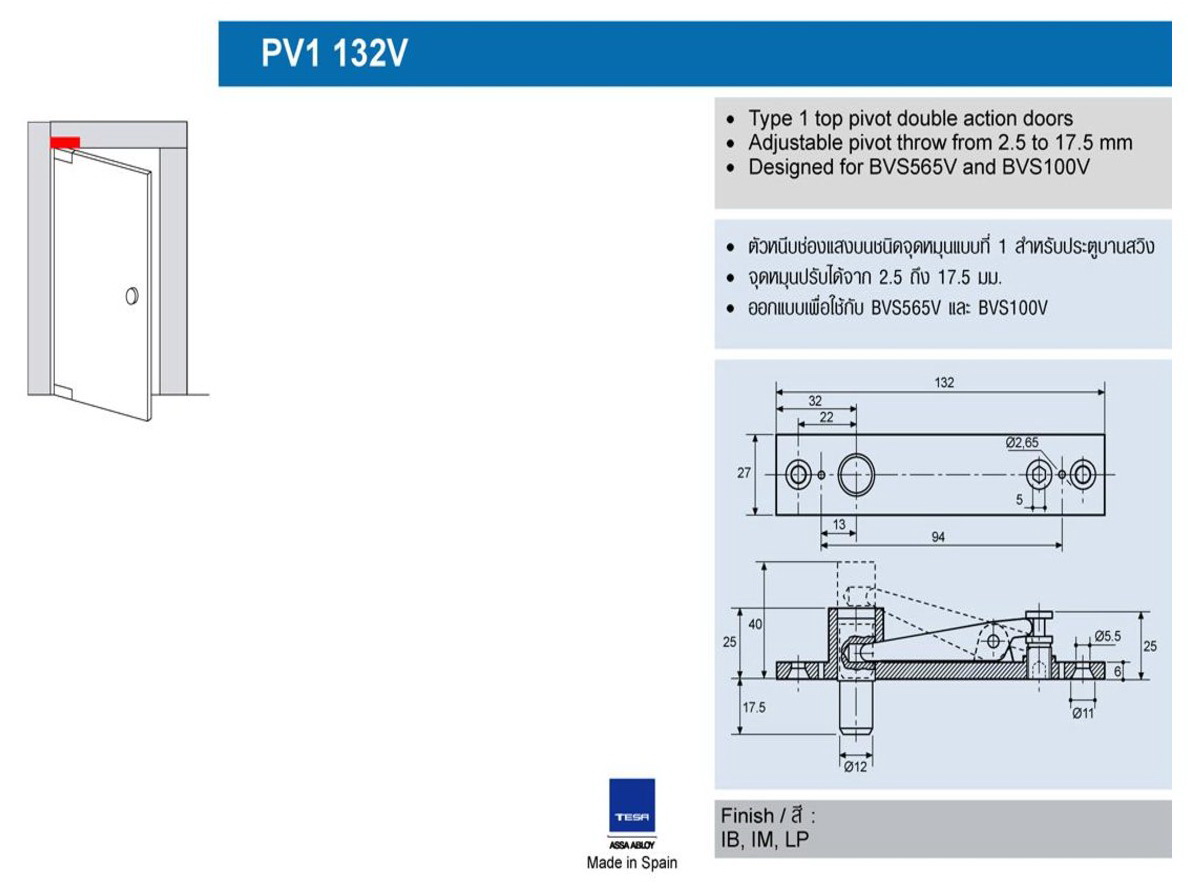 PV1 132V
• Type 1 top pivot double action doors
• Adjustable pivot throw from 2.5 to 17.5 mm
• Designed for BVS565V and BVS100V
• ตัวหนีบช่องแสงบนชนิดจุดหมุนแบบที่ 1 สำหรับประตูบานสวิง
• จุดหมุนปรับได้จาก 2.5 ถึง 17.5 มม.
• ออกแบบเพื่อใช้กับ BVS565V และ BVS100V
132
32
22
Ø2,65
27
5
13
94
40
25
Ø5.5
25
6
17.5
Ø11
Ø12
TESA
ASSA ABLOY
Made in Spain
Finish / สี :
IB, IM, LP